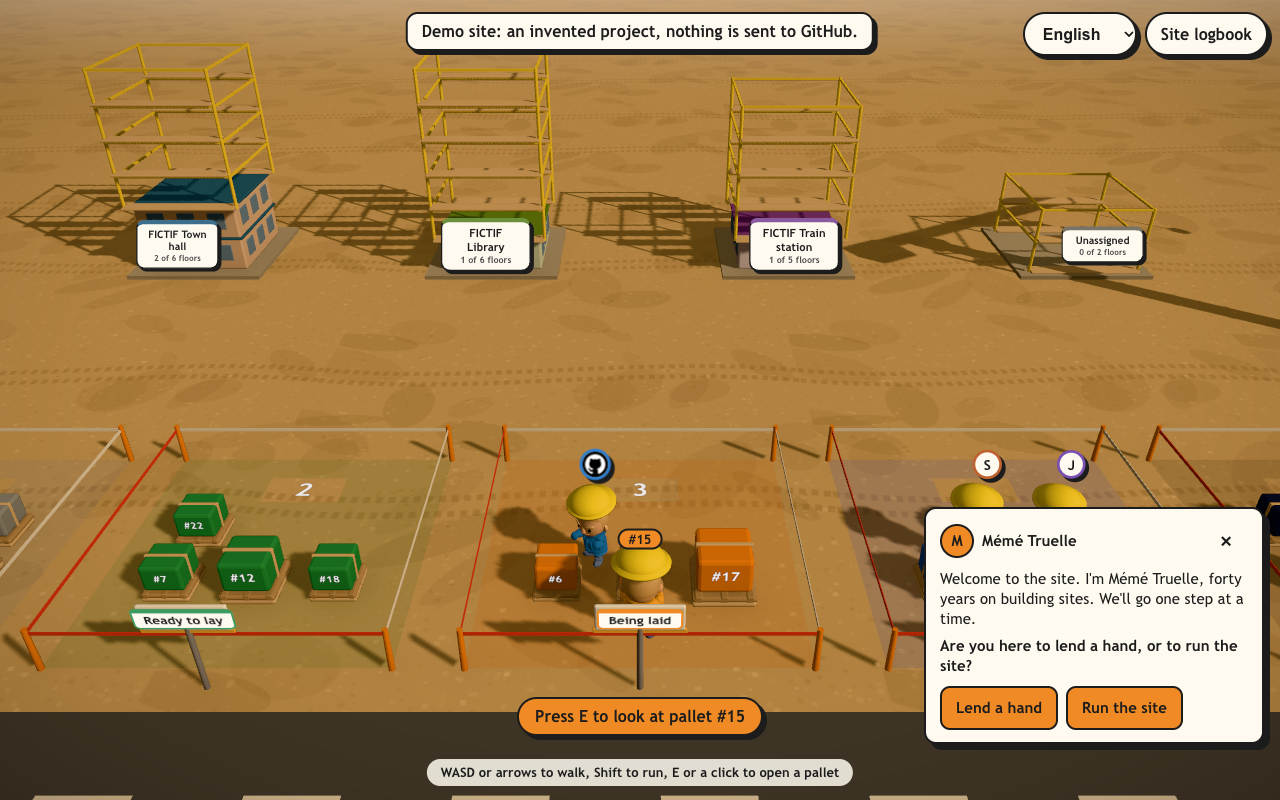 Demo site: an invented project, nothing is sent to GitHub.
English
Site logbook
FICTIF Town
hall
2 of 6 floors
FICTIF
Library
1 of 6 floors
FICTIF Train
station
1 of 5 floors
Unassigned
0 of 2 floors
2
3
S
J
#22
#7
#12
#18
#15
#6
#17
Ready to lay
Being laid
M
Mémé Truelle
×
Welcome to the site. I'm Mémé Truelle, forty
years on building sites. We'll go one step at a
time.
Are you here to lend a hand, or to run the
site?
Lend a hand
Run the site
Press E to look at pallet #15
WASD or arrows to walk, Shift to run, E or a click to open a pallet